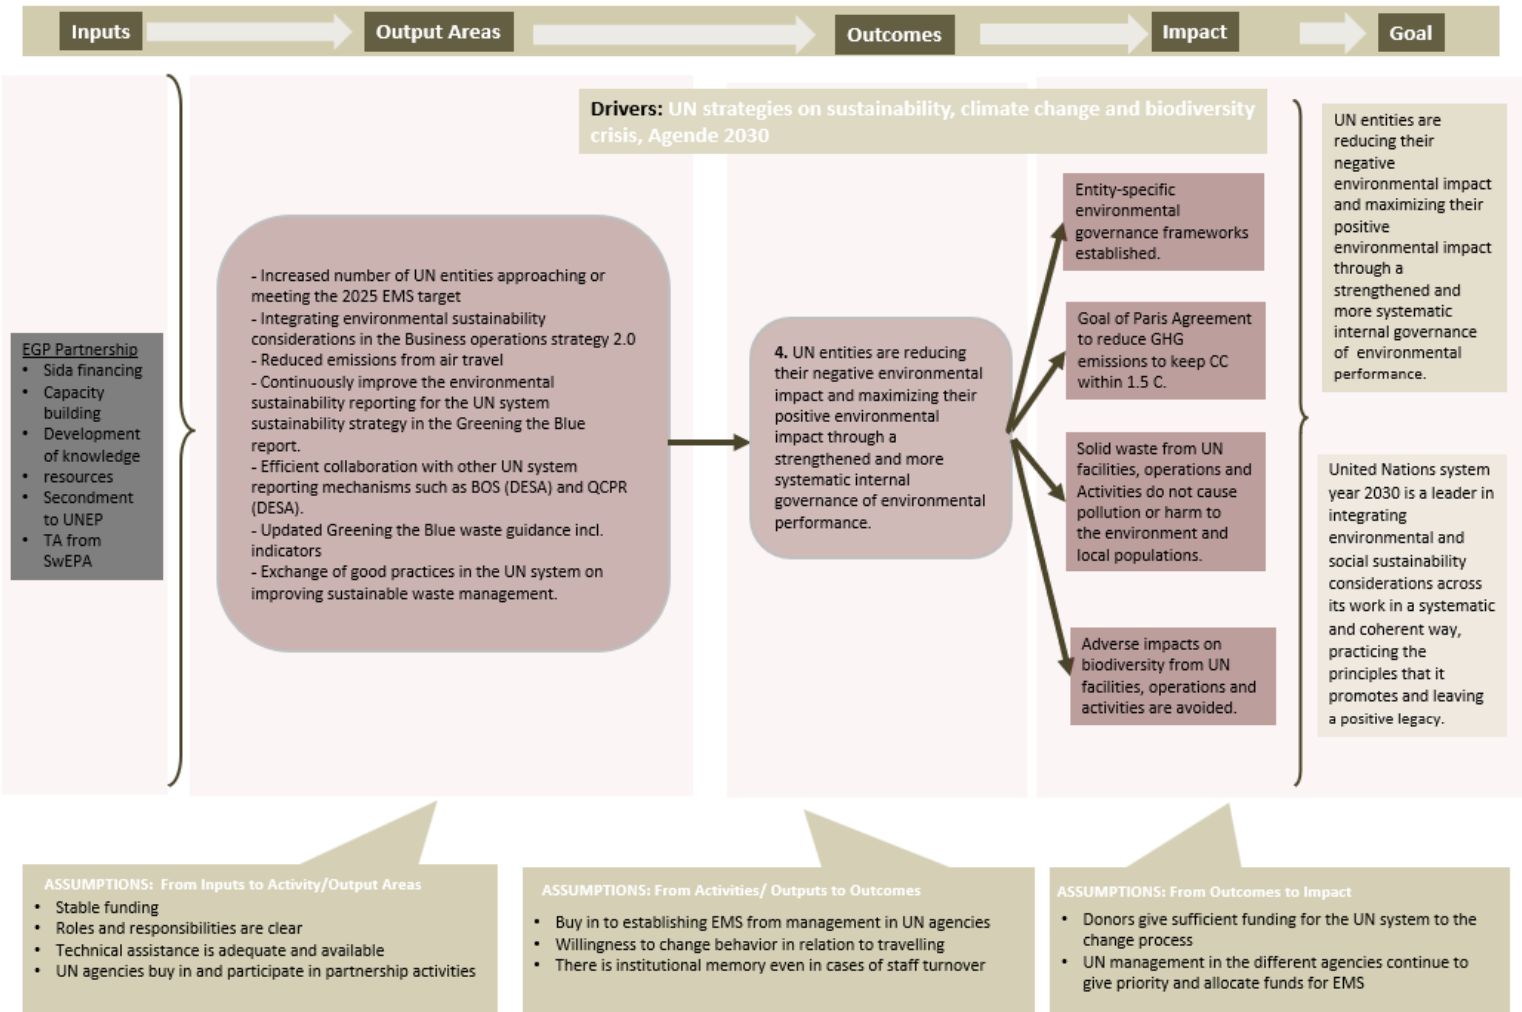 Inputs
Output Areas
Outcomes
Impact
Goal
Drivers: UN strategies on sustainability, climate change and biodiversity
crisis, Agende 2030
EGP Partnership
• Sida financing
• Capacity
building
• Development
of knowledge
• resources
• Secondment
to UNEP
• TA from
SwEPA
- Increased number of UN entities approaching or
meeting the 2025 EMS target
- Integrating environmental sustainability
considerations in the Business operations strategy 2.0
- Reduced emissions from air travel
- Continuously improve the environmental
sustainability reporting for the UN system
sustainability strategy in the Greening the Blue
report.
- Efficient collaboration with other UN system
reporting mechanisms such as BOS (DESA) and QCPR
(DESA).
- Updated Greening the Blue waste guidance incl.
indicators
- Exchange of good practices in the UN system on
improving sustainable waste management.
4. UN entities are reducing
their negative environmental
impact and maximizing their
positive environmental
impact through a
strengthened and more
systematic internal
governance of environmental
performance.
Entity-specific
environmental
governance frameworks
established.
Goal of Paris Agreement
to reduce GHG
emissions to keep CC
within 1.5 C.
Solid waste from UN
facilities, operations and
Activities do not cause
pollution or harm to
the environment and
local populations.
Adverse impacts on
biodiversity from UN
facilities, operations and
activities are avoided.
UN entities are
reducing their
negative
environmental impact
and maximizing their
positive
environmental impact
through a
strengthened and
more systematic
internal governance
of environmental
performance.
United Nations system
year 2030 is a leader in
integrating
environmental and
social sustainability
considerations across
its work in a systematic
and coherent way,
practicing the
principles that it
promotes and leaving
a positive legacy.
ASSUMPTIONS: From Inputs to Activity/Output Areas
• Stable funding
• Roles and responsibilities are clear
• Technical assistance is adequate and available
• UN agencies buy in and participate in partnership activities
ASSUMPTIONS: From Activities/ Outputs to Outcomes
• Buy in to establishing EMS from management in UN agencies
• Willingness to change behavior in relation to travelling
• There is institutional memory even in cases of staff turnover
ASSUMPTIONS: From Outcomes to Impact
• Donors give sufficient funding for the UN system to the
change process
• UN management in the different agencies continue to
give priority and allocate funds for EMS